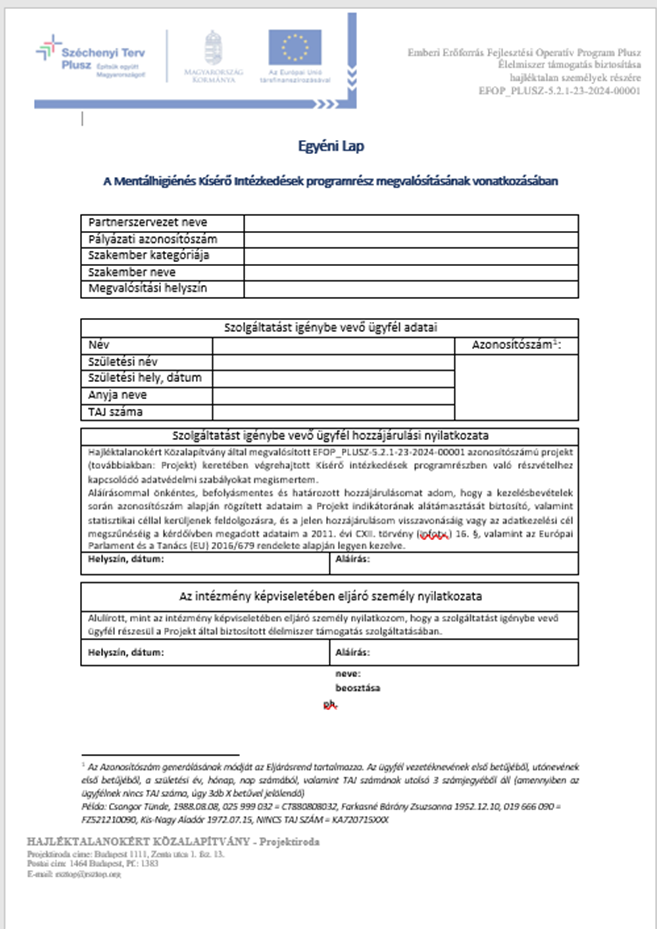 Széchenyi Terv
Plusz Építsük együtt
Magyarországot!
MAGYARORSZÁG
KORMÁNYA
Az Európai Unió
társfinanszírozásával
Emberi Erőforrás Fejlesztési Operatív Program Plusz
Élelmiszer támogatás biztosítása
hajléktalan személyek részére
EFOP_PLUSZ-5.2.1-23-2024-00001
Egyéni Lap
A Mentálhigiénés Kísérő Intézkedések programrész megvalósításának vonatkozásában
Partnerszervezet neve
Pályázati azonosítószám
Szakember kategóriája
Szakember neve
Megvalósítási helyszín
Szolgáltatást igénybe vevő ügyfél adatai
Név
Azonosítószám¹:
Születési név
Születési hely, dátum
Anyja neve
TAJ száma
Szolgáltatást igénybe vevő ügyfél hozzájárulási nyilatkozata
Hajléktalanokért Közalapítvány által megvalósított EFOP_PLUSZ-5.2.1-23-2024-00001 azonosítószámú projekt
(továbbiakban: Projekt) keretében végrehajtott Kísérő intézkedések programrészben való részvételhez
kapcsolódó adatvédelmi szabályokat megismertem.
Aláírásommal önkéntes, befolyásmentes és határozott hozzájárulásomat adom, hogy a kezelésbevételek
során azonosítószám alapján rögzített adataim a Projekt indikátorának alátámasztását biztosító, valamint
statisztikai céllal kerüljenek feldolgozásra, és a jelen hozzájárulásom visszavonásáig vagy az adatkezelési cél
megszűnéséig a kérdőívben megadott adataim a 2011. évi CXII. törvény (infotv.) 16. §, valamint az Európai
Parlament és a Tanács (EU) 2016/679 rendelete alapján legyen kezelve.
Helyszín, dátum:
Aláírás:
Az intézmény képviseletében eljáró személy nyilatkozata
Alulírott, mint az intézmény képviseletében eljáró személy nyilatkozom, hogy a szolgáltatást igénybe vevő
ügyfél részesül a Projekt által biztosított élelmiszer támogatás szolgáltatásában.
Helyszín, dátum:
Aláírás:
neve:
beosztása
ph.
¹ Az Azonosítószám generálásának módját az Eljárásrend tartalmazza. Az ügyfél vezetéknevének első betűjéből, utónevének
első betűjéből, a születési év, hónap, nap számából, valamint TAJ számának utolsó 3 számjegyéből áll (amennyiben az
ügyfélnek nincs TAJ száma, úgy 3db X betűvel jelölendő)
Példa: Csangor Tünde, 1988.08.08, 025 999 032 = CT880808032, Farkasné Bárány Zsuzsanna 1952.12.10, 019 666 090 =
FZ521210090, Kis-Nagy Aladár 1972.07.15, NINCS TAJ SZÁM = KA720715XXX
HAJLÉKTALANOKÉRT KÖZALAPÍTVÁNY - Projektiroda
Projektiroda címe: Budapest 1111, Zenta utca 1. fsz. 13.
Postai cím: 1464 Budapest, PC: 1383
E-mail: rsztop@rsztop.org